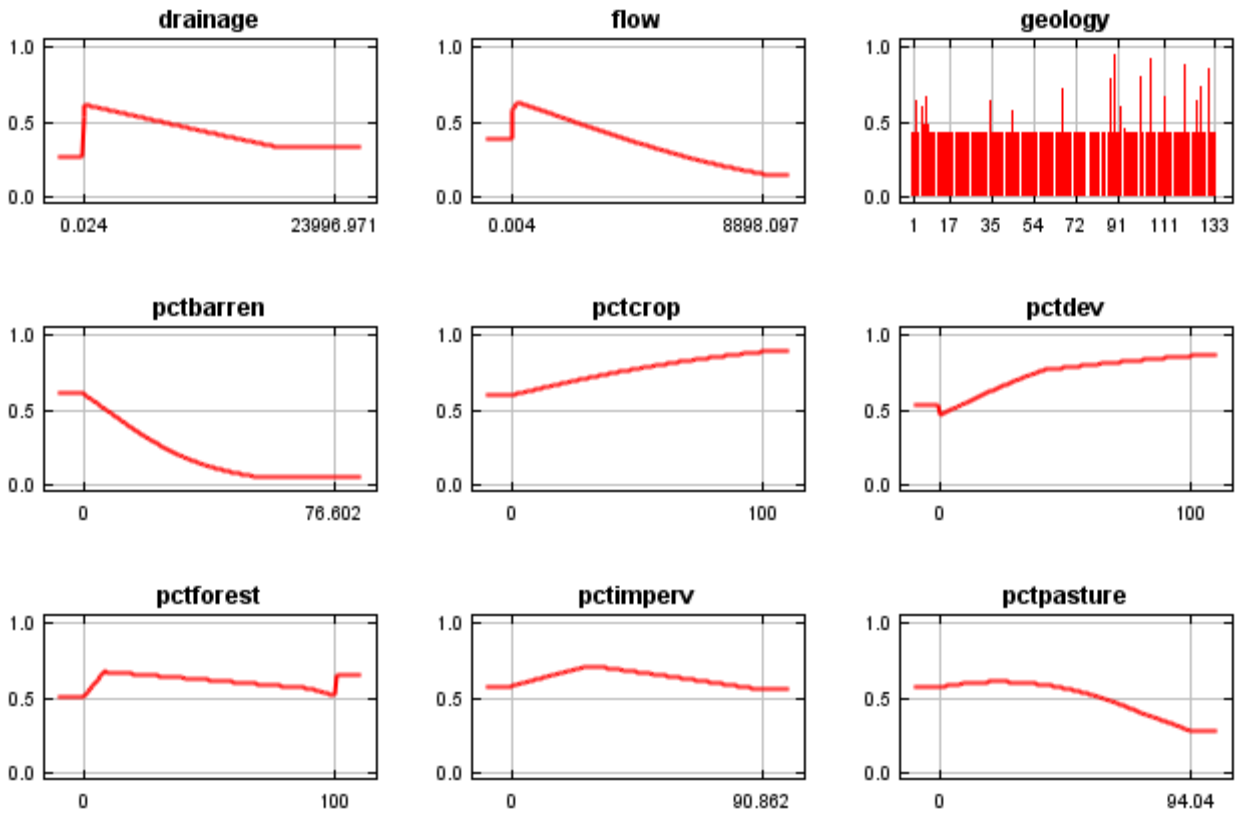 drainage flow geology
1.0 1.0 1.0
0.5 0.5 0.5
0.0 0.0 0.0
0.024 23996.971 0.004 8898.097 1 17 35 54 72 91 111 133
pctbarren pctcrop pctdev
1.0 1.0 1.0
0.5 0.5 0.5
0.0 0.0 0.0
0 76.602 0 100 0 100
pctforest pctimperv pctpasture
1.0 1.0 1.0
0.5 0.5 0.5
0.0 0.0 0.0
0 100 0 90.862 0 94.04